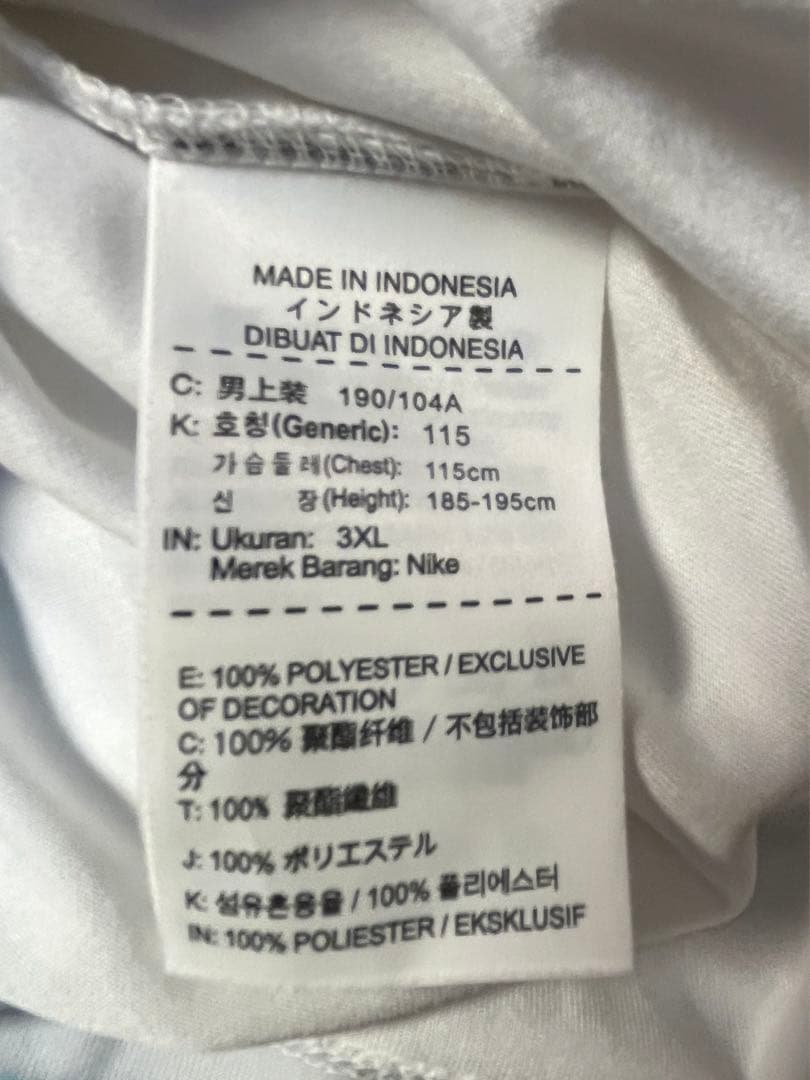 MADE IN INDONESIA
インドネシア製
DIBUAT DI INDONESIA
C: 男上装 190/104A
K: 호칭(Generic): 115
가슴둘레(Chest): 115cm
신 장(Height): 185-195cm
IN: Ukuran: 3XL
Merek Barang: Nike
E: 100% POLYESTER / EXCLUSIVE
OF DECORATION
C: 100% 聚酯纤维 / 不包括装饰部
分
T: 100% 聚酯纖維
J: 100% ポリエステル
K: 섬유혼용율 / 100% 폴리에스터
IN: 100% POLIESTER / EKSKLUSIF